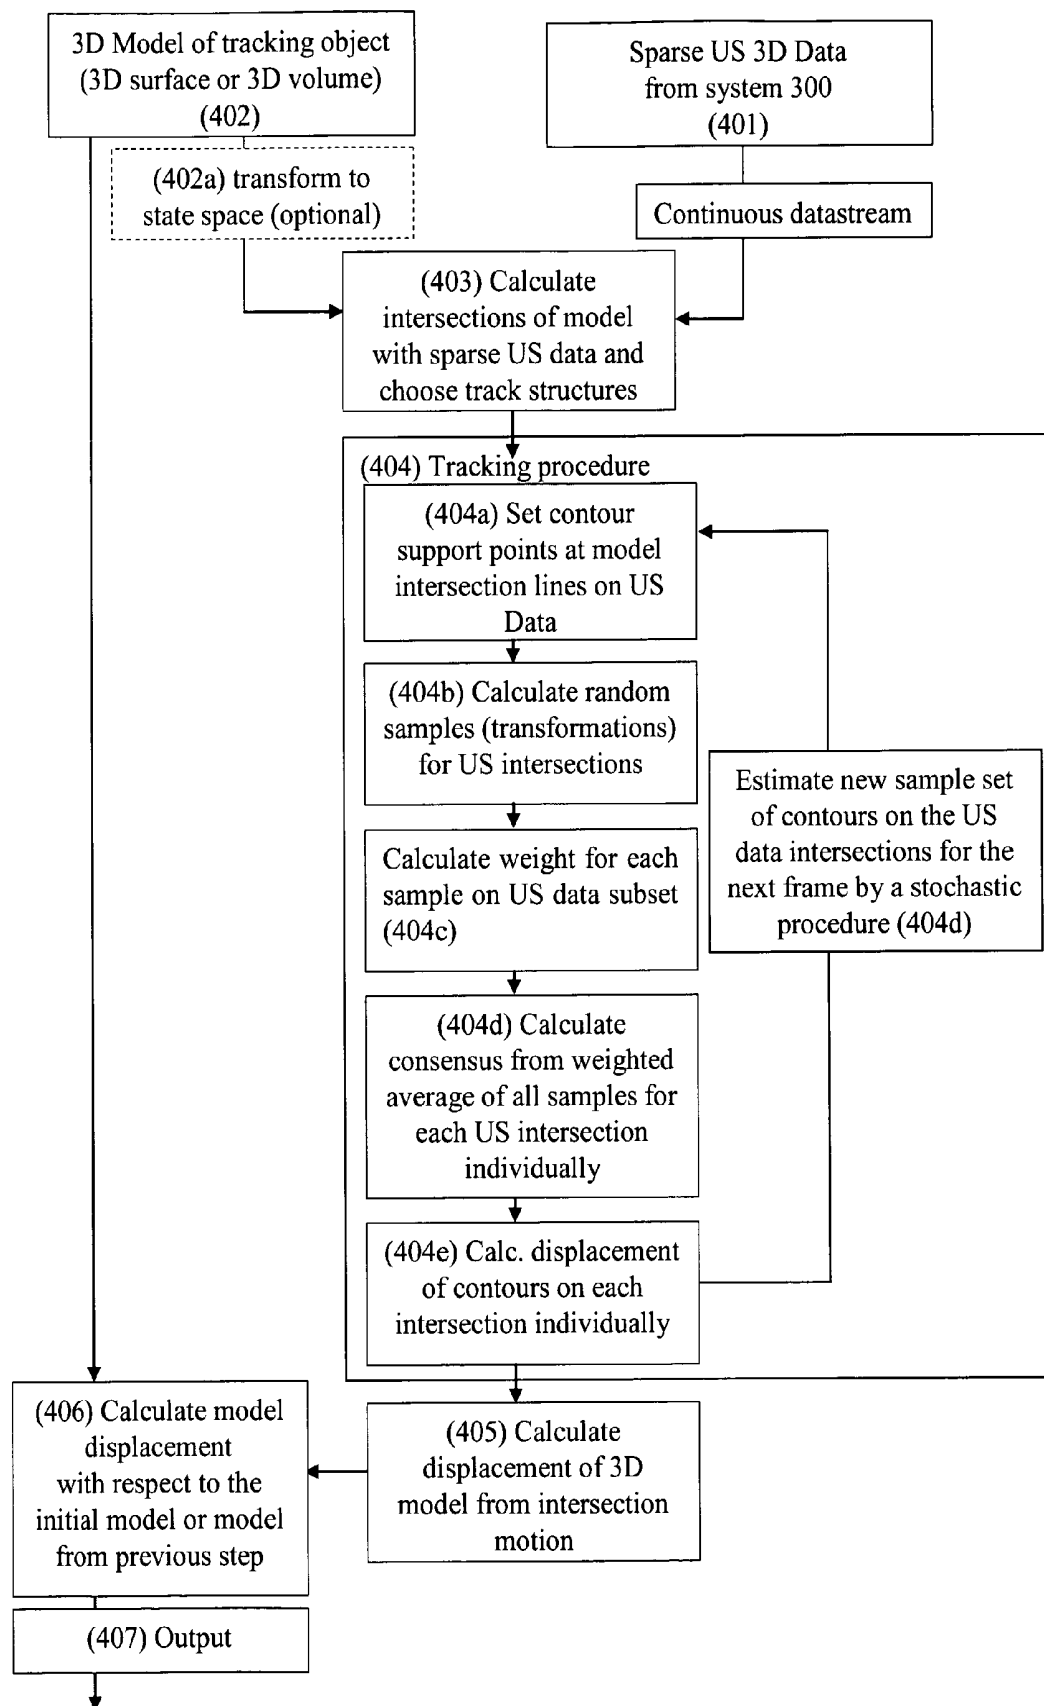 3D Model of tracking object
(3D surface or 3D volume)
(402)
Sparse US 3D Data
from system 300
(401)
(402a) transform to
state space (optional)
Continuous datastream
(403) Calculate
intersections of model
with sparse US data and
choose track structures
(404) Tracking procedure
(404a) Set contour
support points at model
intersection lines on US
Data
(404b) Calculate random
samples (transformations)
for US intersections
Estimate new sample set
of contours on the US
data intersections for the
next frame by a stochastic
procedure (404d)
Calculate weight for each
sample on US data subset
(404c)
(404d) Calculate
consensus from weighted
average of all samples for
each US intersection
individually
(404e) Calc. displacement
of contours on each
intersection individually
(406) Calculate model
displacement
with respect to the
initial model or model
from previous step
(405) Calculate
displacement of 3D
model from intersection
motion
(407) Output